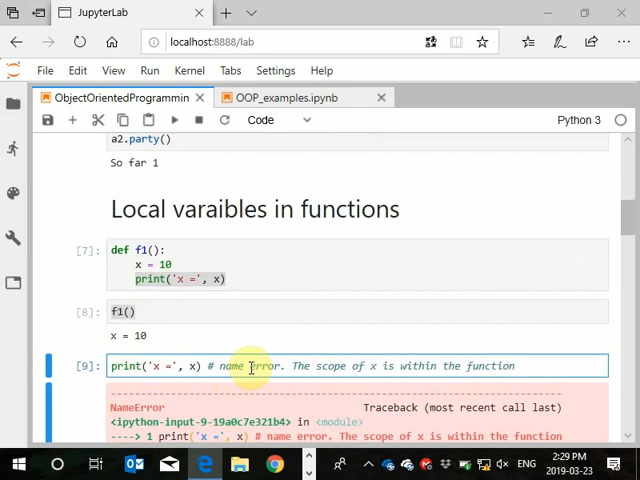 JupyterLab
localhost:8888/lab
File Edit View Run Kernel Tabs Settings Help
ObjectOrientedProgrammin OOP_examples.ipynb
Code Python 3
a2.party()
So far 1
Local varaibles in functions
[7]: def f1():
x = 10
print('x =', x)
[8]: f1()
x = 10
[9]: print('x =', x) # name error. The scope of x is within the function
NameError Traceback (most recent call last)
<ipython-input-9-19a0c7e321b4> in <module>
----> 1 print('x =', x) # name error. The scope of x is within the function
ENG
2:29 PM
2019-03-23